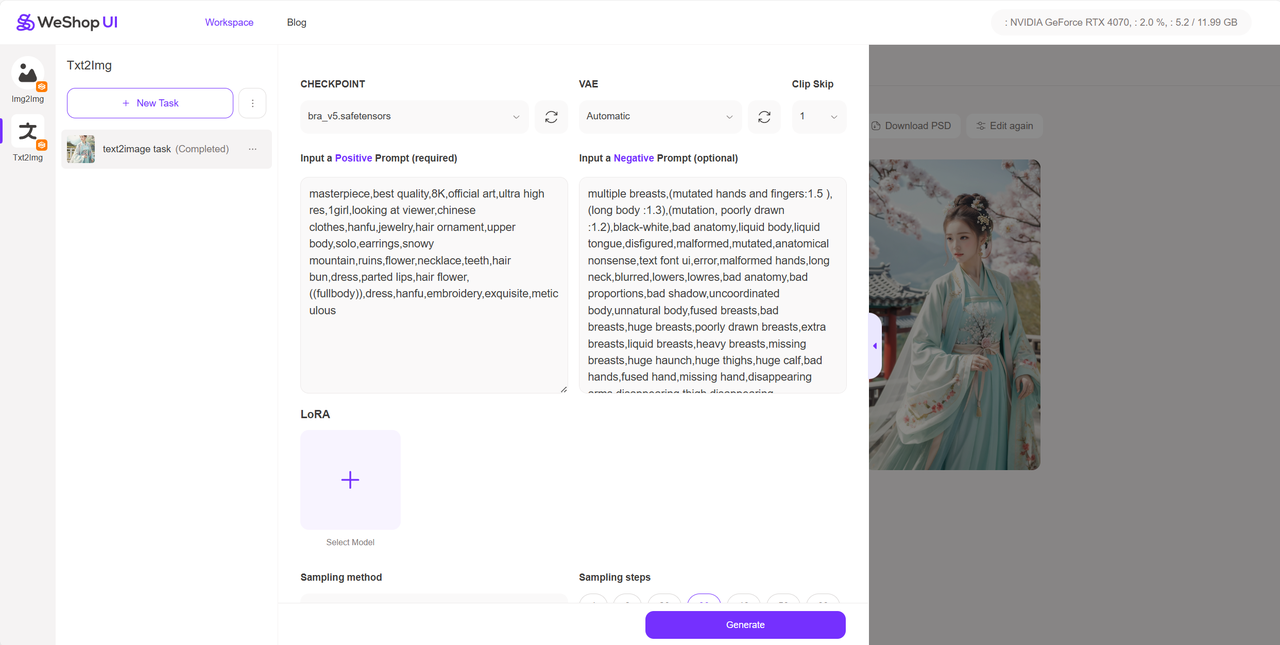 WeShop UI
Workspace
Blog
: NVIDIA GeForce RTX 4070, : 2.0 %, : 5.2 / 11.99 GB
Img2Img
文
Txt2Img
Txt2Img
+ New Task
text2image task (Completed)
CHECKPOINT
bra_v5.safetensors
VAE
Automatic
Clip Skip
1
Input a Positive Prompt (required)
masterpiece,best quality,8K,official art,ultra high
res,1girl,looking at viewer,chinese
clothes,hanfu,jewelry,hair ornament,upper
body,solo,earrings,snowy
mountain,ruins,flower,necklace,teeth,hair
bun,dress,parted lips,hair flower,
((fullbody)),dress,hanfu,embroidery,exquisite,metic
ulous
Input a Negative Prompt (optional)
multiple breasts,(mutated hands and fingers:1.5 ),
(long body :1.3),(mutation, poorly drawn
:1.2),black-white,bad anatomy,liquid body,liquid
tongue,disfigured,malformed,mutated,anatomical
nonsense,text font ui,error,malformed hands,long
neck,blurred,lowers,lowres,bad anatomy,bad
proportions,bad shadow,uncoordinated
body,unnatural body,fused breasts,bad
breasts,huge breasts,poorly drawn breasts,extra
breasts,liquid breasts,heavy breasts,missing
breasts,huge haunch,huge thighs,huge calf,bad
hands,fused hand,missing hand,disappearing
arms,disappearing thigh,disappearing
LoRA
Select Model
Sampling method
Sampling steps
Generate
Download PSD
Edit again